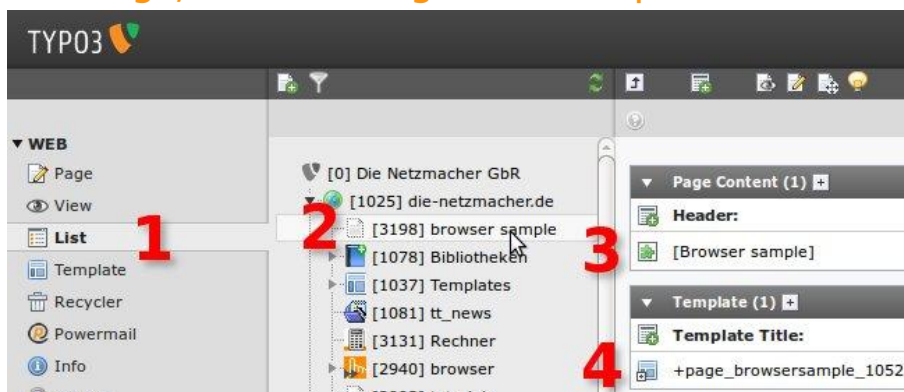 TYPO3
WEB
Page
View
List
Template
Recycler
Powermail
Info
1
[0] Die Netzmacher GbR
[1025] die-netzmacher.de
2
[3198] browser sample
[1078] Bibliotheken
[1037] Templates
[1081] tt_news
[3131] Rechner
[2940] browser
Page Content (1)
Header:
3
[Browser sample]
Template (1)
Template Title:
4
+page_browsersample_1052